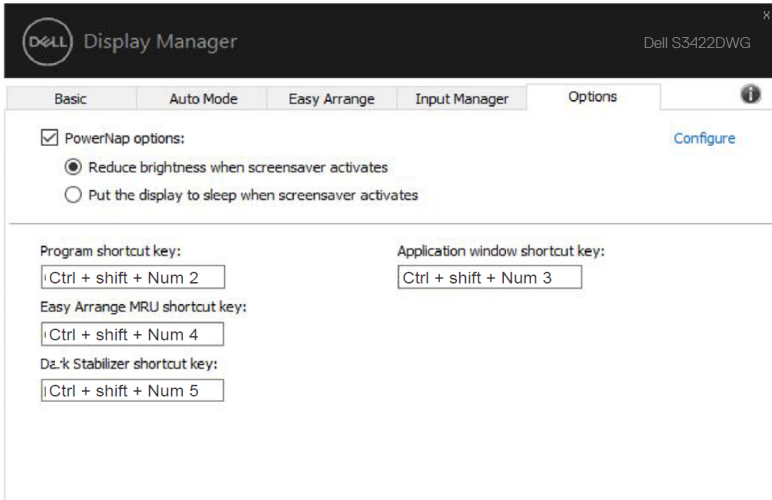 X
DELL Display Manager
Dell S3422DWG
Basic Auto Mode Easy Arrange Input Manager Options
PowerNap options:
Configure
Reduce brightness when screensaver activates
Put the display to sleep when screensaver activates
Program shortcut key:
Application window shortcut key:
Ctrl + shift + Num 2
Ctrl + shift + Num 3
Easy Arrange MRU shortcut key:
Ctrl + shift + Num 4
Dark Stabilizer shortcut key:
Ctrl + shift + Num 5